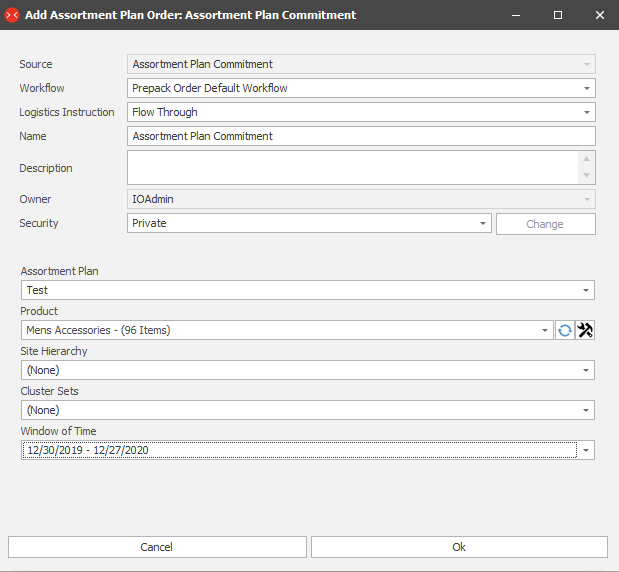 Add Assortment Plan Order: Assortment Plan Commitment
Source Assortment Plan Commitment
Workflow Prepack Order Default Workflow
Logistics Instruction Flow Through
Name Assortment Plan Commitment
Description
Owner IOAdmin
Security Private Change
Assortment Plan
Test
Product
Mens Accessories - (96 Items)
Site Hierarchy
(None)
Cluster Sets
(None)
Window of Time
12/30/2019 - 12/27/2020
Cancel Ok